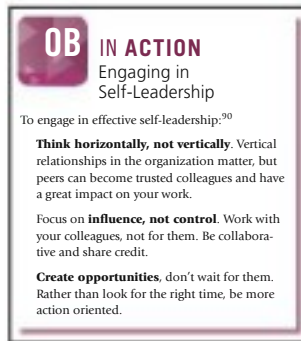 OB IN ACTION
Engaging in
Self-Leadership
To engage in effective self-leadership:90
Think horizontally, not vertically. Vertical
relationships in the organization matter, but
peers can become trusted colleagues and have
a great impact on your work.
Focus on influence, not control. Work with
your colleagues, not for them. Be collabora-
tive and share credit.
Create opportunities, don’t wait for them.
Rather than look for the right time, be more
action oriented.